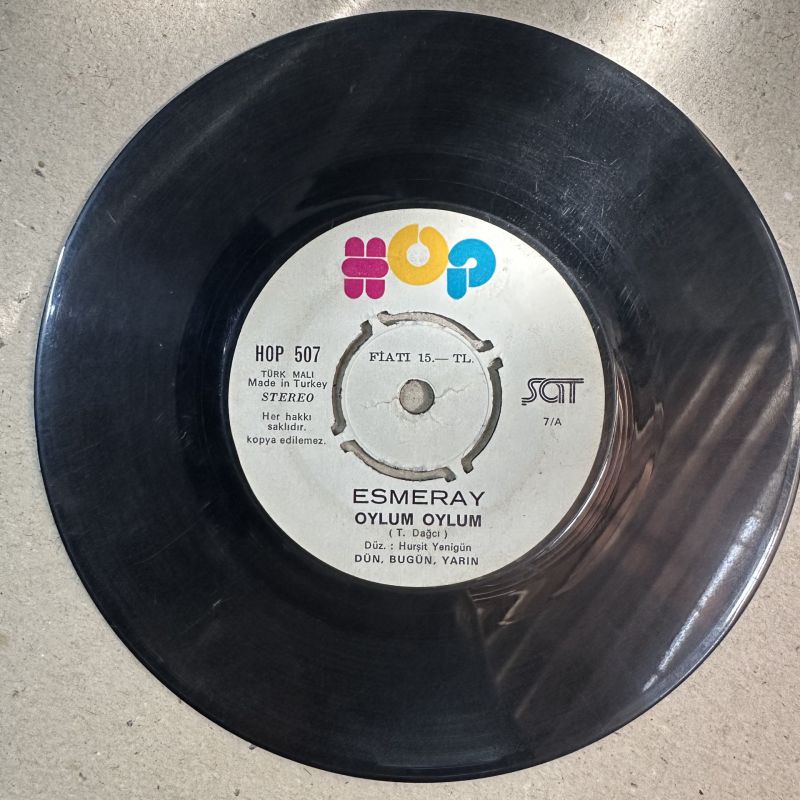 HOP
HOP 507
TÜRK MALI
Made in Turkey
STEREO
Her hakkı
saklıdır.
kopya edilemez.
FİATI 15.— TL.
SAT
7/A
ESMERAY
OYLUM OYLUM
( T. Dağcı )
Düz. : Hurşit Yenigün
DÜN, BUGÜN, YARIN